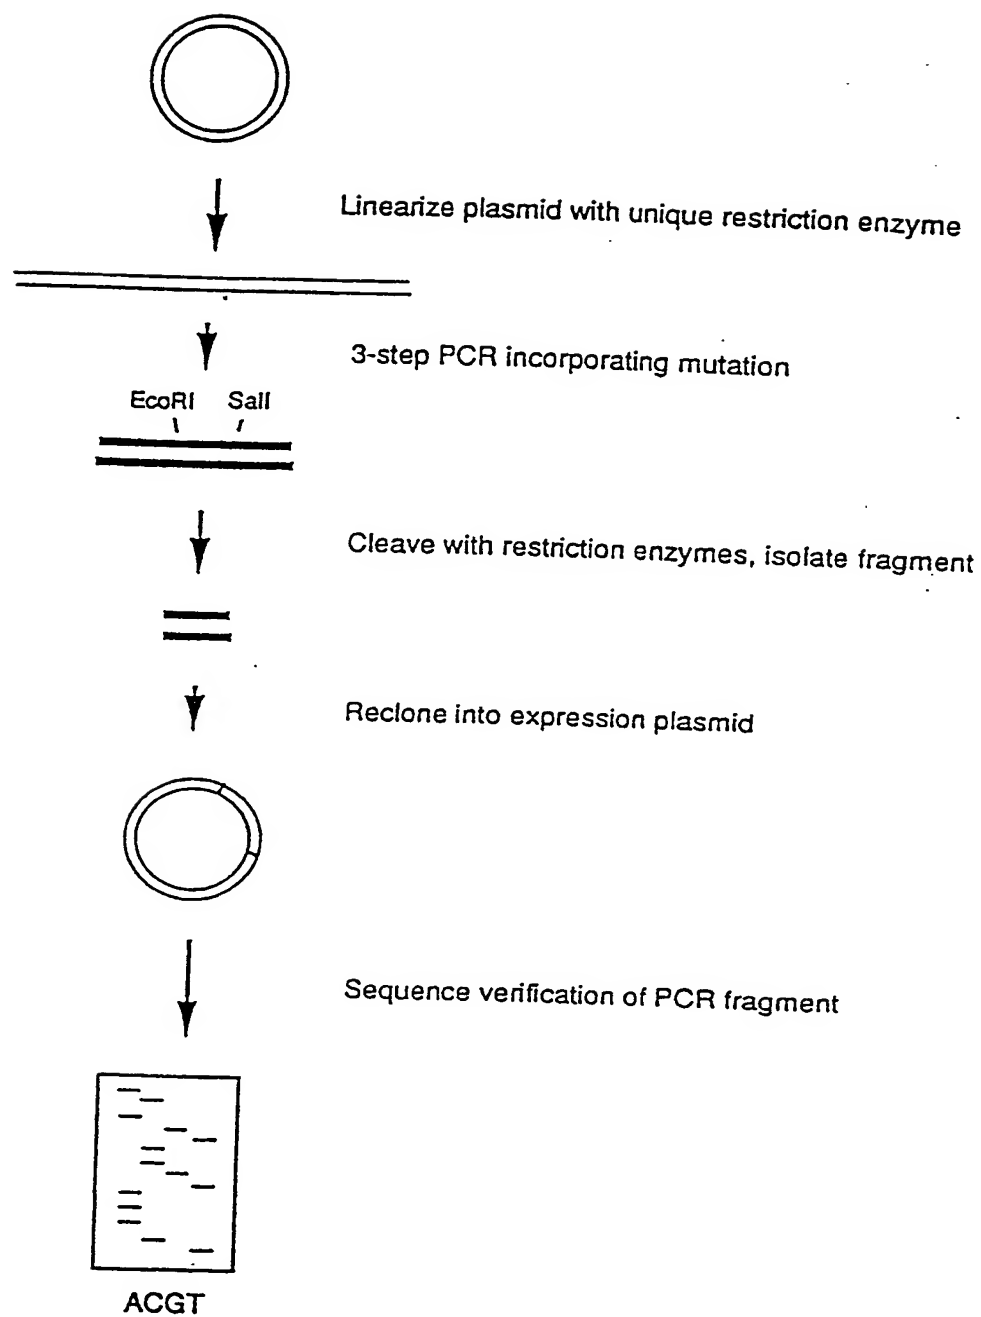 Linearize plasmid with unique restriction enzyme
3-step PCR incorporating mutation
EcoRI SalI
Cleave with restriction enzymes, isolate fragment
Reclone into expression plasmid
Sequence verification of PCR fragment
ACGT